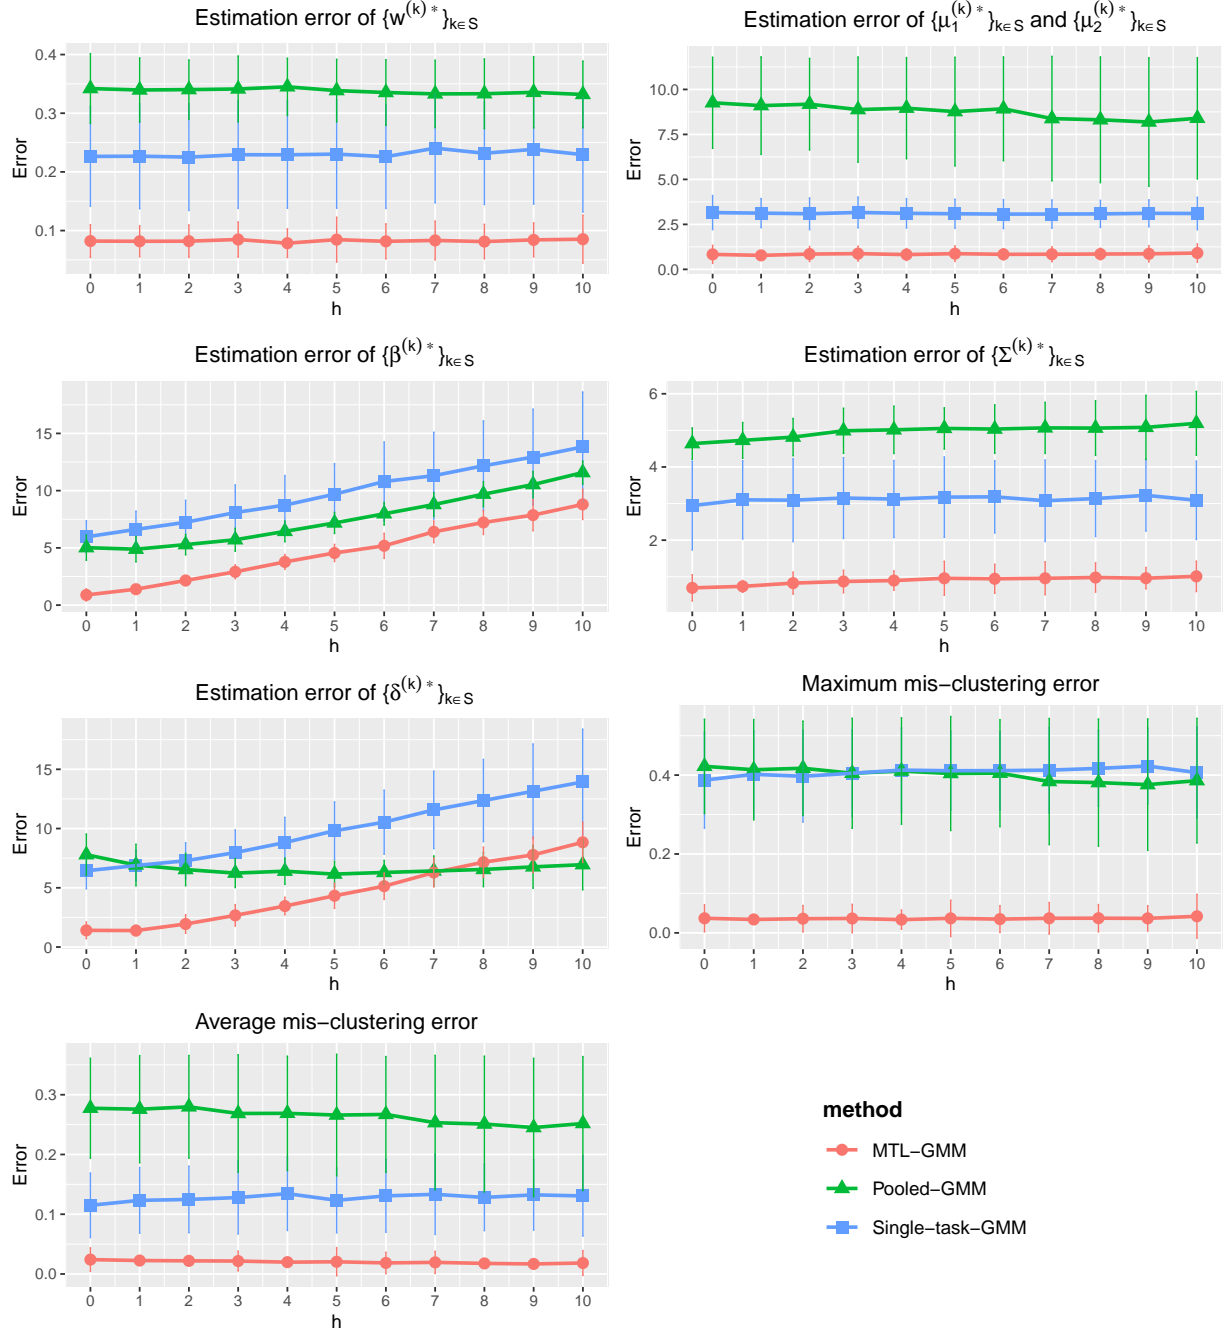 Estimation error of {w^(k)*}_k∈S
Error
0.4
0.3
0.2
0.1
0 1 2 3 4 5 6 7 8 9 10
h
Estimation error of {μ_1^(k)*}_k∈S and {μ_2^(k)*}_k∈S
Error
10.0
7.5
5.0
2.5
0.0
0 1 2 3 4 5 6 7 8 9 10
h
Estimation error of {β^(k)*}_k∈S
Error
15
10
5
0
0 1 2 3 4 5 6 7 8 9 10
h
Estimation error of {Σ^(k)*}_k∈S
Error
6
4
2
0 1 2 3 4 5 6 7 8 9 10
h
Estimation error of {δ^(k)*}_k∈S
Error
15
10
5
0
0 1 2 3 4 5 6 7 8 9 10
h
Maximum mis−clustering error
Error
0.4
0.2
0.0
0 1 2 3 4 5 6 7 8 9 10
h
Average mis−clustering error
Error
0.3
0.2
0.1
0.0
0 1 2 3 4 5 6 7 8 9 10
h
method
MTL−GMM
Pooled−GMM
Single−task−GMM